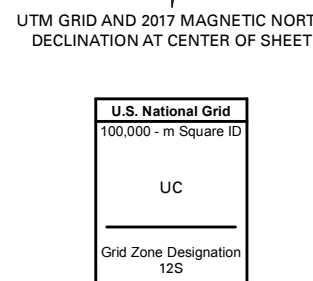 UTM GRID AND 2017 MAGNETIC NORT
DECLINATION AT CENTER OF SHEET
U.S. National Grid
100,000 - m Square ID
UC
Grid Zone Designation
12S